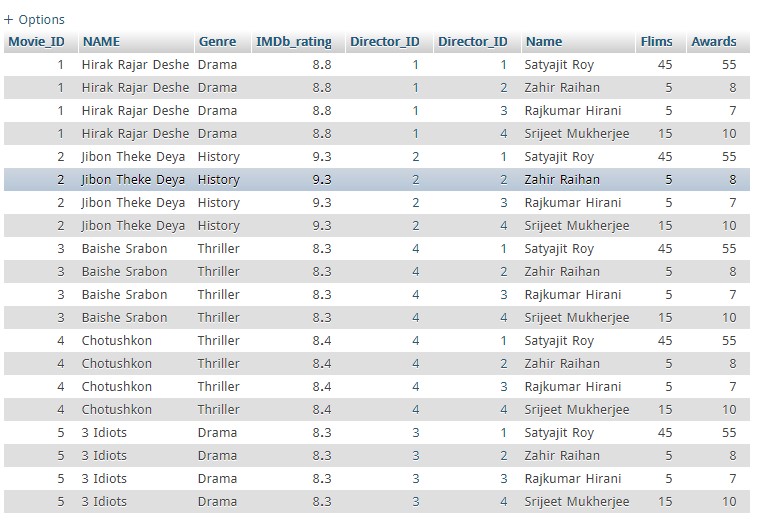 + Options
Movie_ID NAME Genre IMDb_rating Director_ID Director_ID Name Flims Awards
1 Hirak Rajar Deshe Drama 8.8 1 1 Satyajit Roy 45 55
1 Hirak Rajar Deshe Drama 8.8 1 2 Zahir Raihan 5 8
1 Hirak Rajar Deshe Drama 8.8 1 3 Rajkumar Hirani 5 7
1 Hirak Rajar Deshe Drama 8.8 1 4 Srijeet Mukherjee 15 10
2 Jibon Theke Deya History 9.3 2 1 Satyajit Roy 45 55
2 Jibon Theke Deya History 9.3 2 2 Zahir Raihan 5 8
2 Jibon Theke Deya History 9.3 2 3 Rajkumar Hirani 5 7
2 Jibon Theke Deya History 9.3 2 4 Srijeet Mukherjee 15 10
3 Baishe Srabon Thriller 8.3 4 1 Satyajit Roy 45 55
3 Baishe Srabon Thriller 8.3 4 2 Zahir Raihan 5 8
3 Baishe Srabon Thriller 8.3 4 3 Rajkumar Hirani 5 7
3 Baishe Srabon Thriller 8.3 4 4 Srijeet Mukherjee 15 10
4 Chotushkon Thriller 8.4 4 1 Satyajit Roy 45 55
4 Chotushkon Thriller 8.4 4 2 Zahir Raihan 5 8
4 Chotushkon Thriller 8.4 4 3 Rajkumar Hirani 5 7
4 Chotushkon Thriller 8.4 4 4 Srijeet Mukherjee 15 10
5 3 Idiots Drama 8.3 3 1 Satyajit Roy 45 55
5 3 Idiots Drama 8.3 3 2 Zahir Raihan 5 8
5 3 Idiots Drama 8.3 3 3 Rajkumar Hirani 5 7
5 3 Idiots Drama 8.3 3 4 Srijeet Mukherjee 15 10